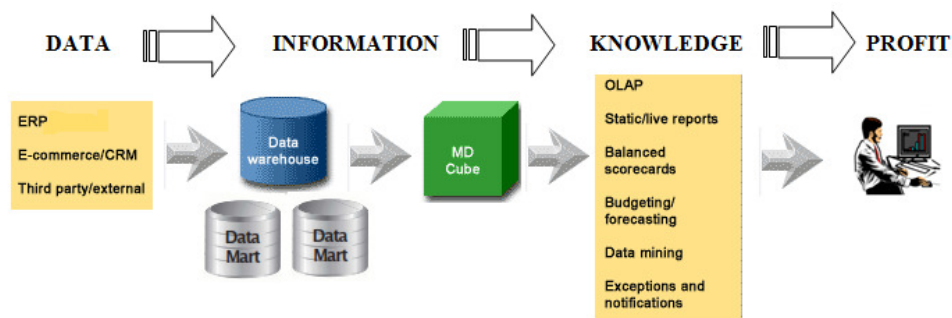 DATA
INFORMATION
KNOWLEDGE
PROFIT
ERP
E-commerce/CRM
Third party/external
Data
warehouse
Data
Mart
Data
Mart
MD
Cube
OLAP
Static/live reports
Balanced
scorecards
Budgeting/
forecasting
Data mining
Exceptions and
notifications